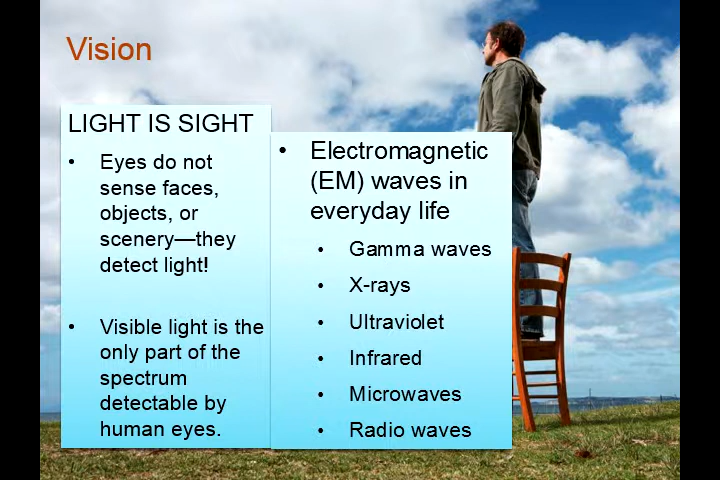 Vision
LIGHT IS SIGHT
• Eyes do not
sense faces,
objects, or
scenery—they
detect light!
• Visible light is the
only part of the
spectrum
detectable by
human eyes.
• Electromagnetic
(EM) waves in
everyday life
• Gamma waves
• X-rays
• Ultraviolet
• Infrared
• Microwaves
• Radio waves